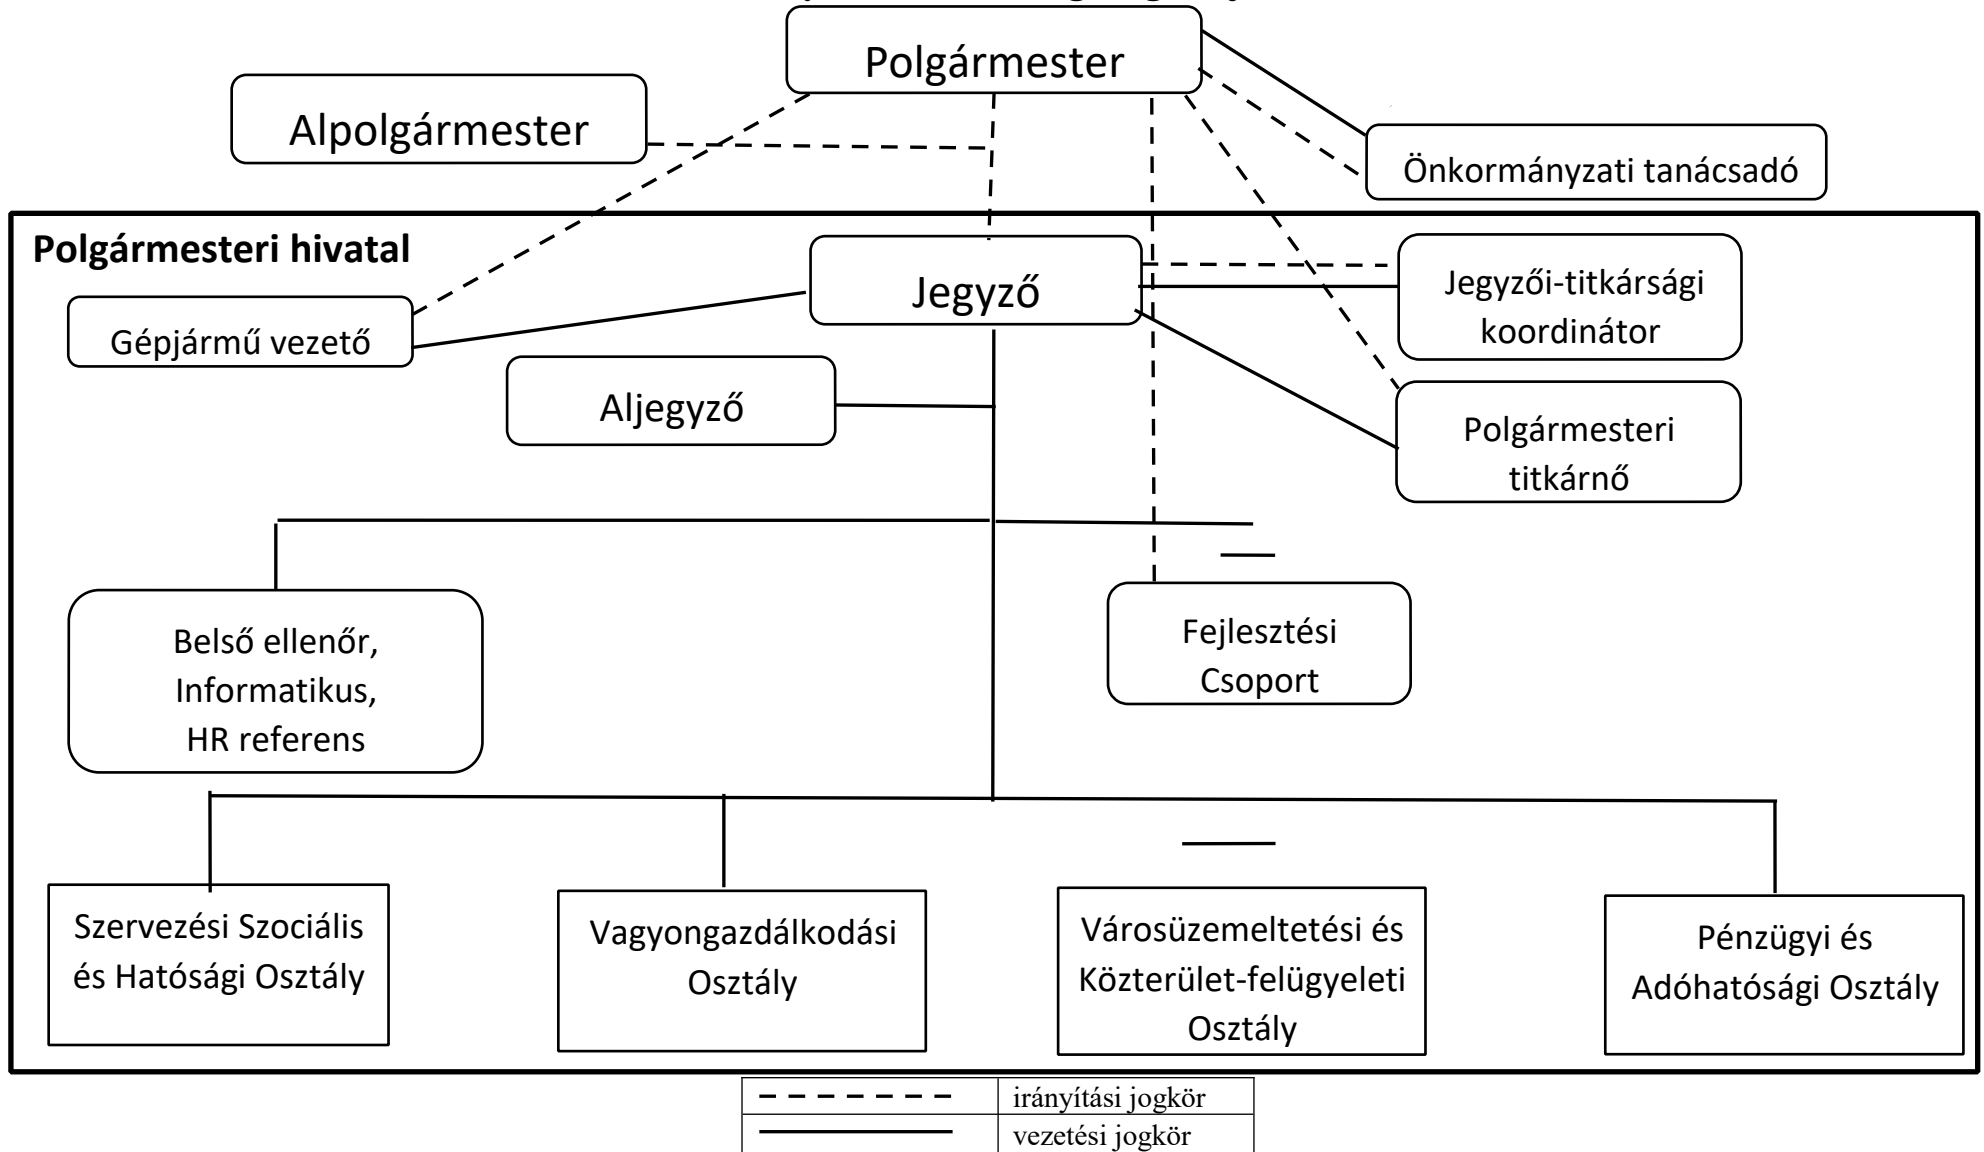 Polgármester
Alpolgármester
Önkormányzati tanácsadó
Polgármesteri hivatal
Jegyző
Jegyzői-titkársági
koordinátor
Gépjármű vezető
Aljegyző
Polgármesteri
titkárnő
Belső ellenőr,
Informatikus,
HR referens
Fejlesztési
Csoport
Szervezési Szociális
és Hatósági Osztály
Vagyongazdálkodási
Osztály
Városüzemeltetési és
Közterület-felügyeleti
Osztály
Pénzügyi és
Adóhatósági Osztály
irányítási jogkör
vezetési jogkör